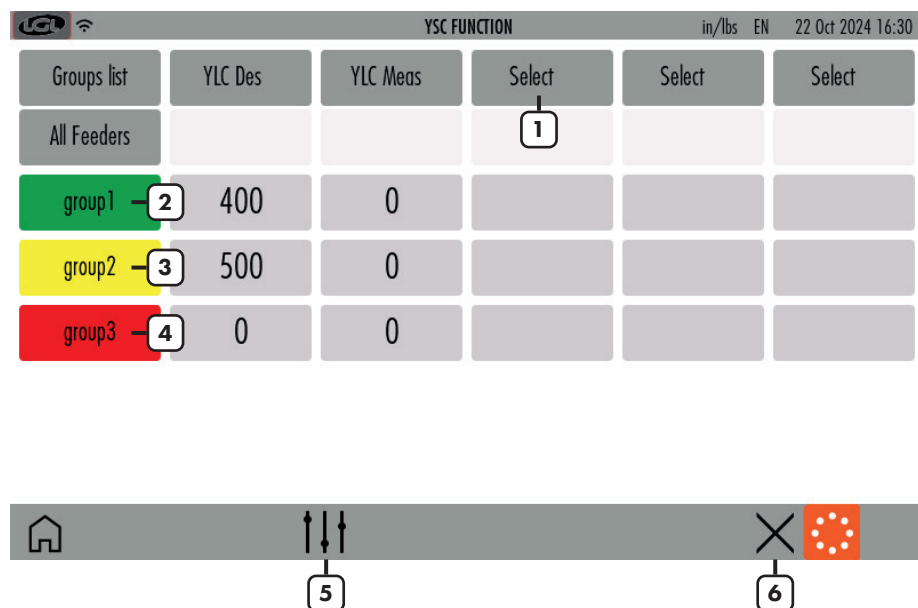 LGL YSC FUNCTION in/lbs EN 22 Oct 2024 16:30
Groups list YLC Des YLC Meas Select Select Select
1
All Feeders
group1 2 400 0
group2 3 500 0
group3 4 0 0
5 6